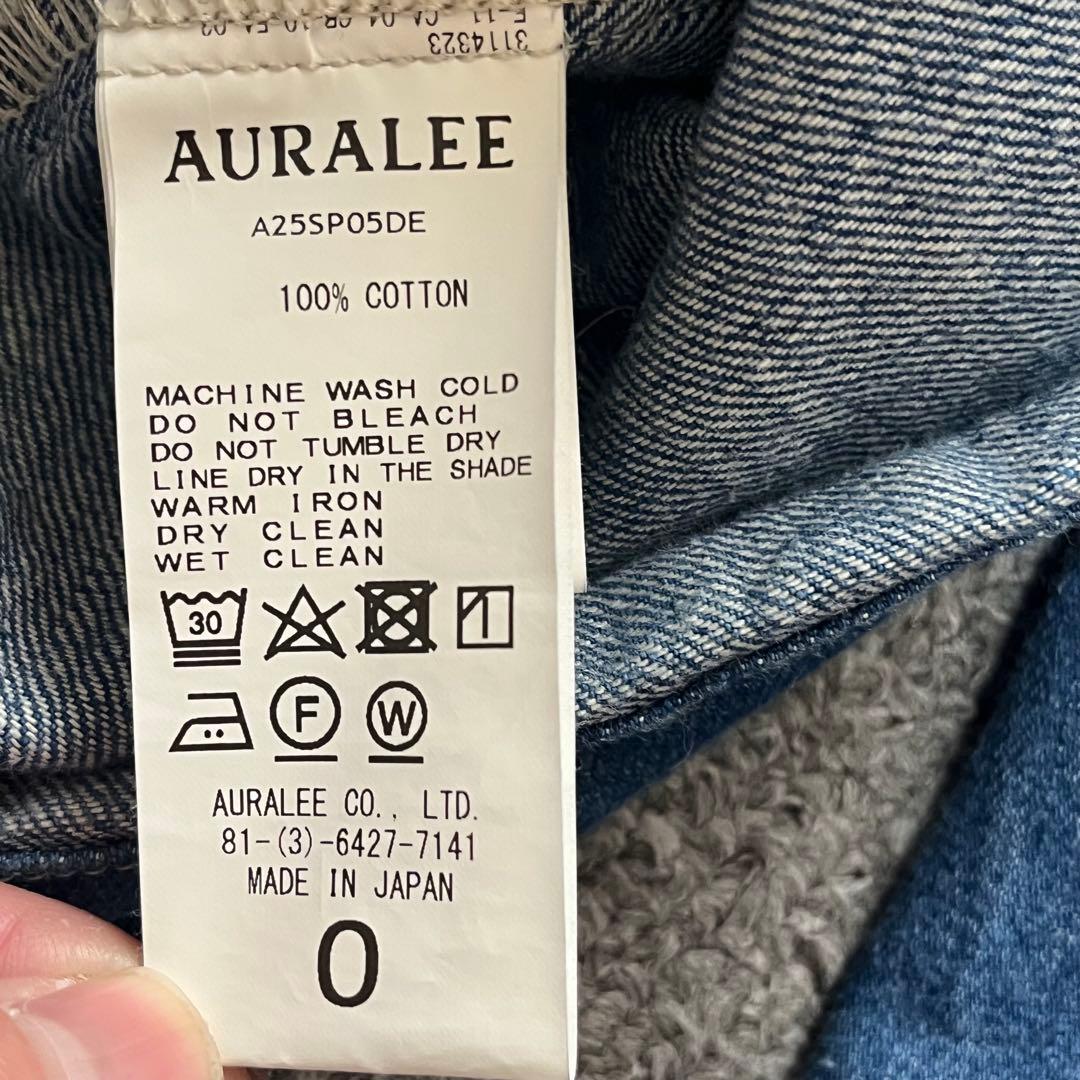 3114323
AURALEE
A25SP05DE
100% COTTON
MACHINE WASH COLD
DO NOT BLEACH
DO NOT TUMBLE DRY
LINE DRY IN THE SHADE
WARM IRON
DRY CLEAN
WET CLEAN
30
F W
AURALEE CO., LTD.
81-(3)-6427-7141
MADE IN JAPAN
0